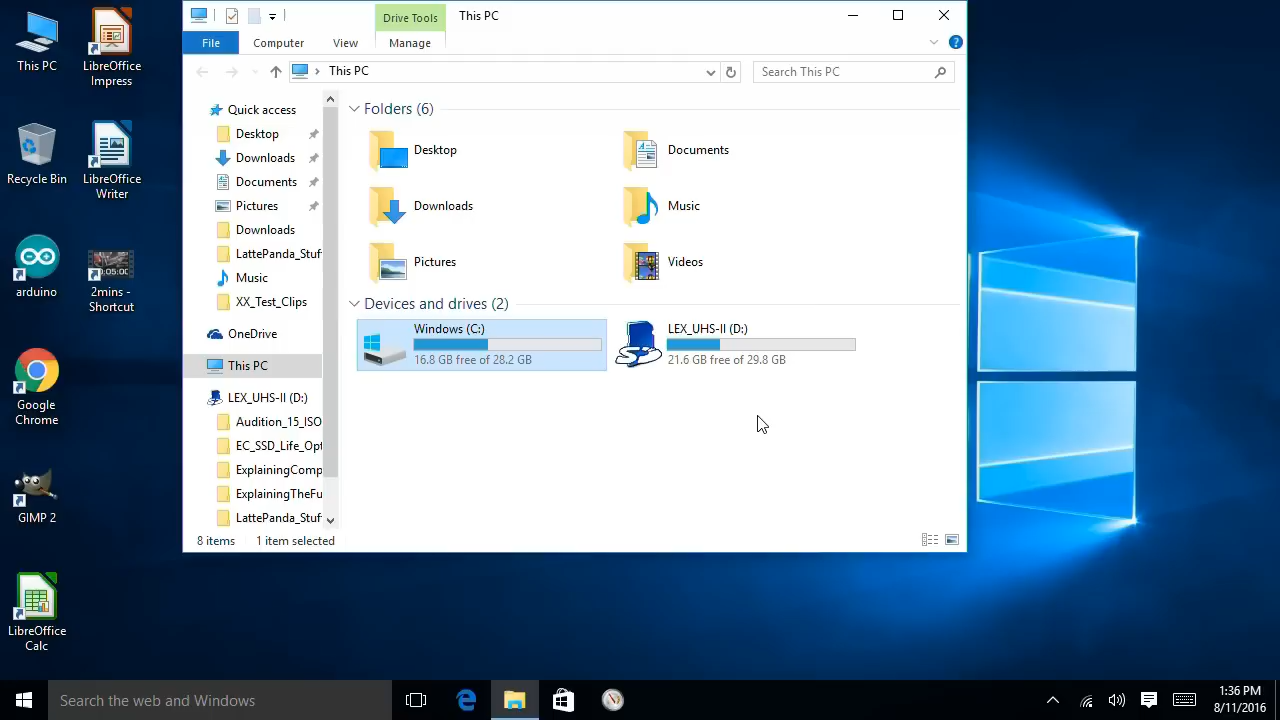 This PC
LibreOffice
Impress
Recycle Bin
LibreOffice
Writer
arduino
0:05:00
2mins -
Shortcut
Google
Chrome
GIMP 2
LibreOffice
Calc
Drive Tools
This PC
File
Computer
View
Manage
This PC
Search This PC
Quick access
Desktop
Downloads
Documents
Pictures
Downloads
LattePanda_Stuf
Music
XX_Test_Clips
OneDrive
This PC
LEX_UHS-II (D:)
Audition_15_ISO
EC_SSD_Life_Opt
ExplainingComp
ExplainingTheFu
LattePanda_Stuf
Folders (6)
Desktop
Documents
Downloads
Music
Pictures
Videos
Devices and drives (2)
Windows (C:)
16.8 GB free of 28.2 GB
LEX_UHS-II (D:)
21.6 GB free of 29.8 GB
8 items
1 item selected
Search the web and Windows
1:36 PM
8/11/2016